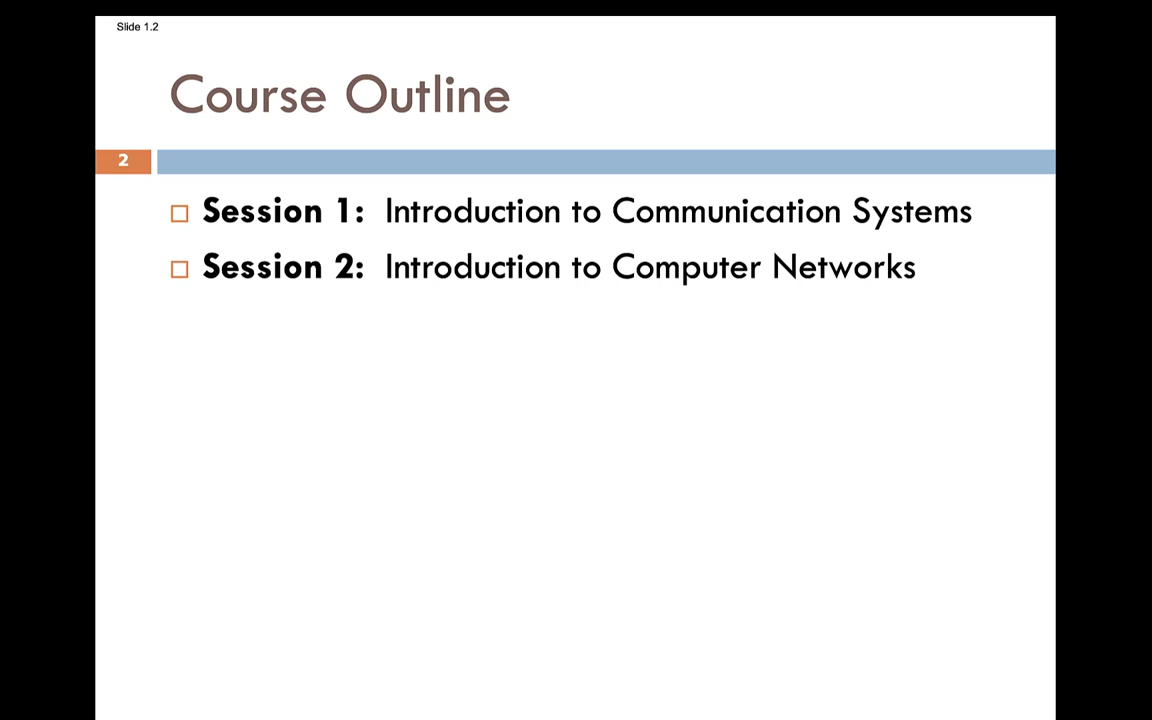 Slide 1.2
Course Outline
2
Session 1: Introduction to Communication Systems
Session 2: Introduction to Computer Networks